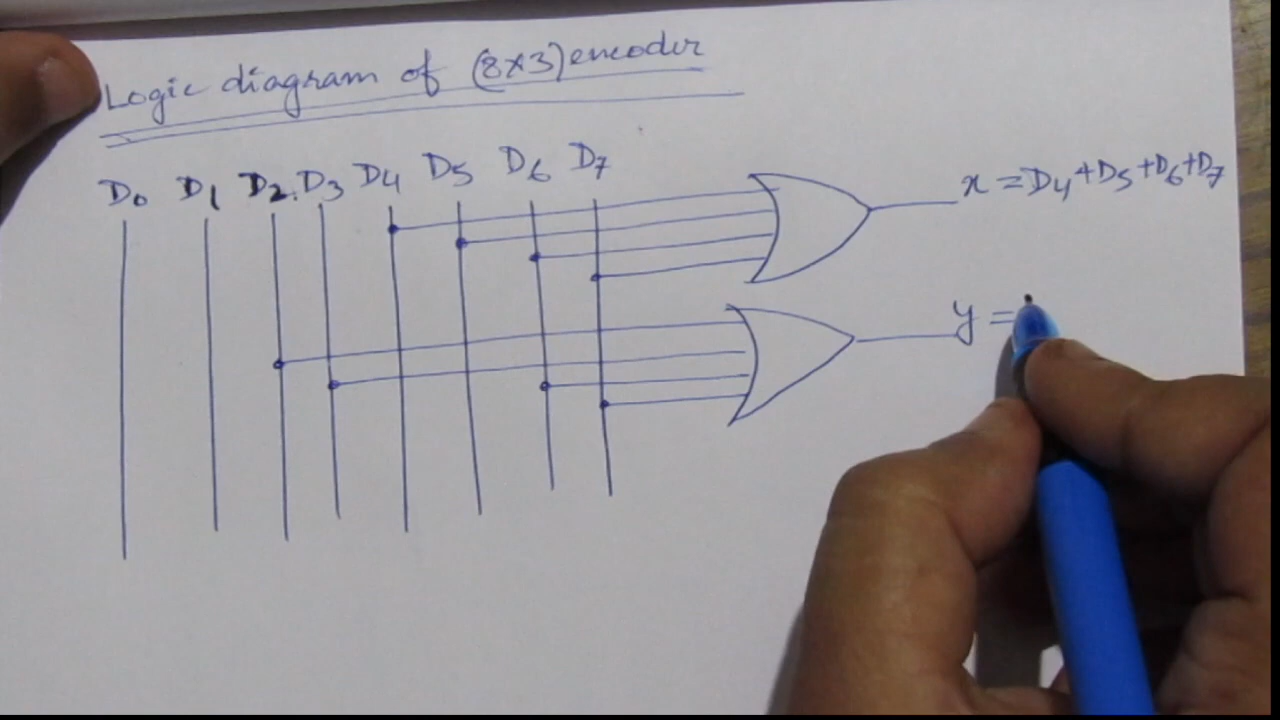 Logic diagram of (8*3) encoder
D0 D1 D2 D3 D4 D5 D6 D7
x = D4 + D5 + D6 + D7
y =